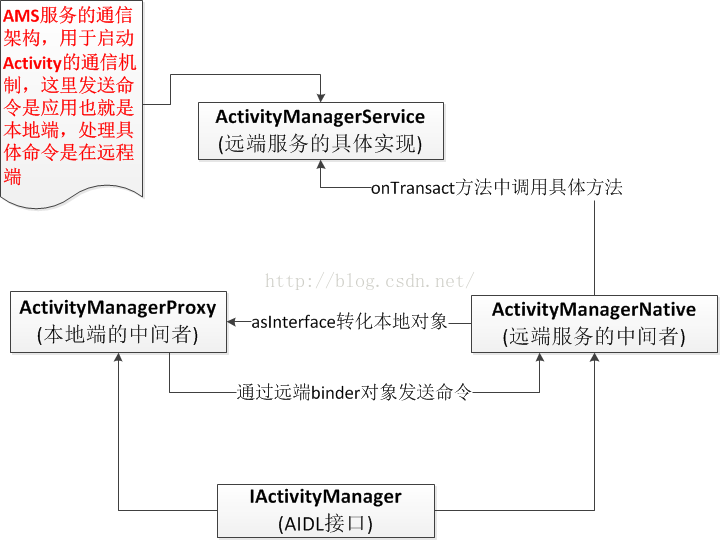 AMS服务的通信
架构，用于启动
Activity的通信机
制，这里发送命
令是应用也就是
本地端，处理具
体命令是在远程
端
ActivityManagerService
(远端服务的具体实现)
onTransact方法中调用具体方法
http://blog.csdn.net/
ActivityManagerProxy
(本地端的中间者)
asInterface转化本地对象
ActivityManagerNative
(远端服务的中间者)
通过远端binder对象发送命令
IActivityManager
(AIDL接口)